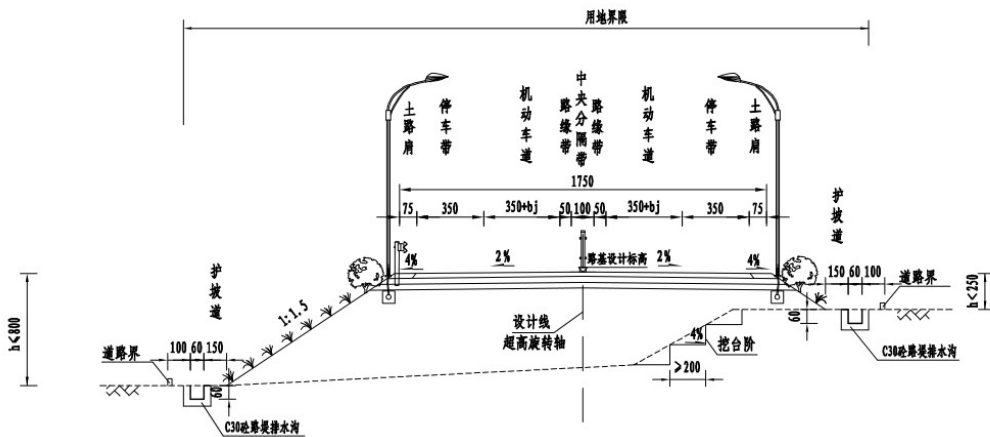 用地界限
土路肩
停车带
机动车道
路缘带
中央分隔带
路缘带
机动车道
停车带
土路肩
1750
75
350
350+bj
50
100
50
350+bj
350
75
护坡道
护坡道
4%
2%
路基设计标高
2%
4%
150
60
100
道路界
h<250
h≤800
1:1.5
设计线
超高旋转轴
60
4%
挖台阶
C30砼路堤排水沟
道路界
100
60
150
>200
60
C30砼路堤排水沟